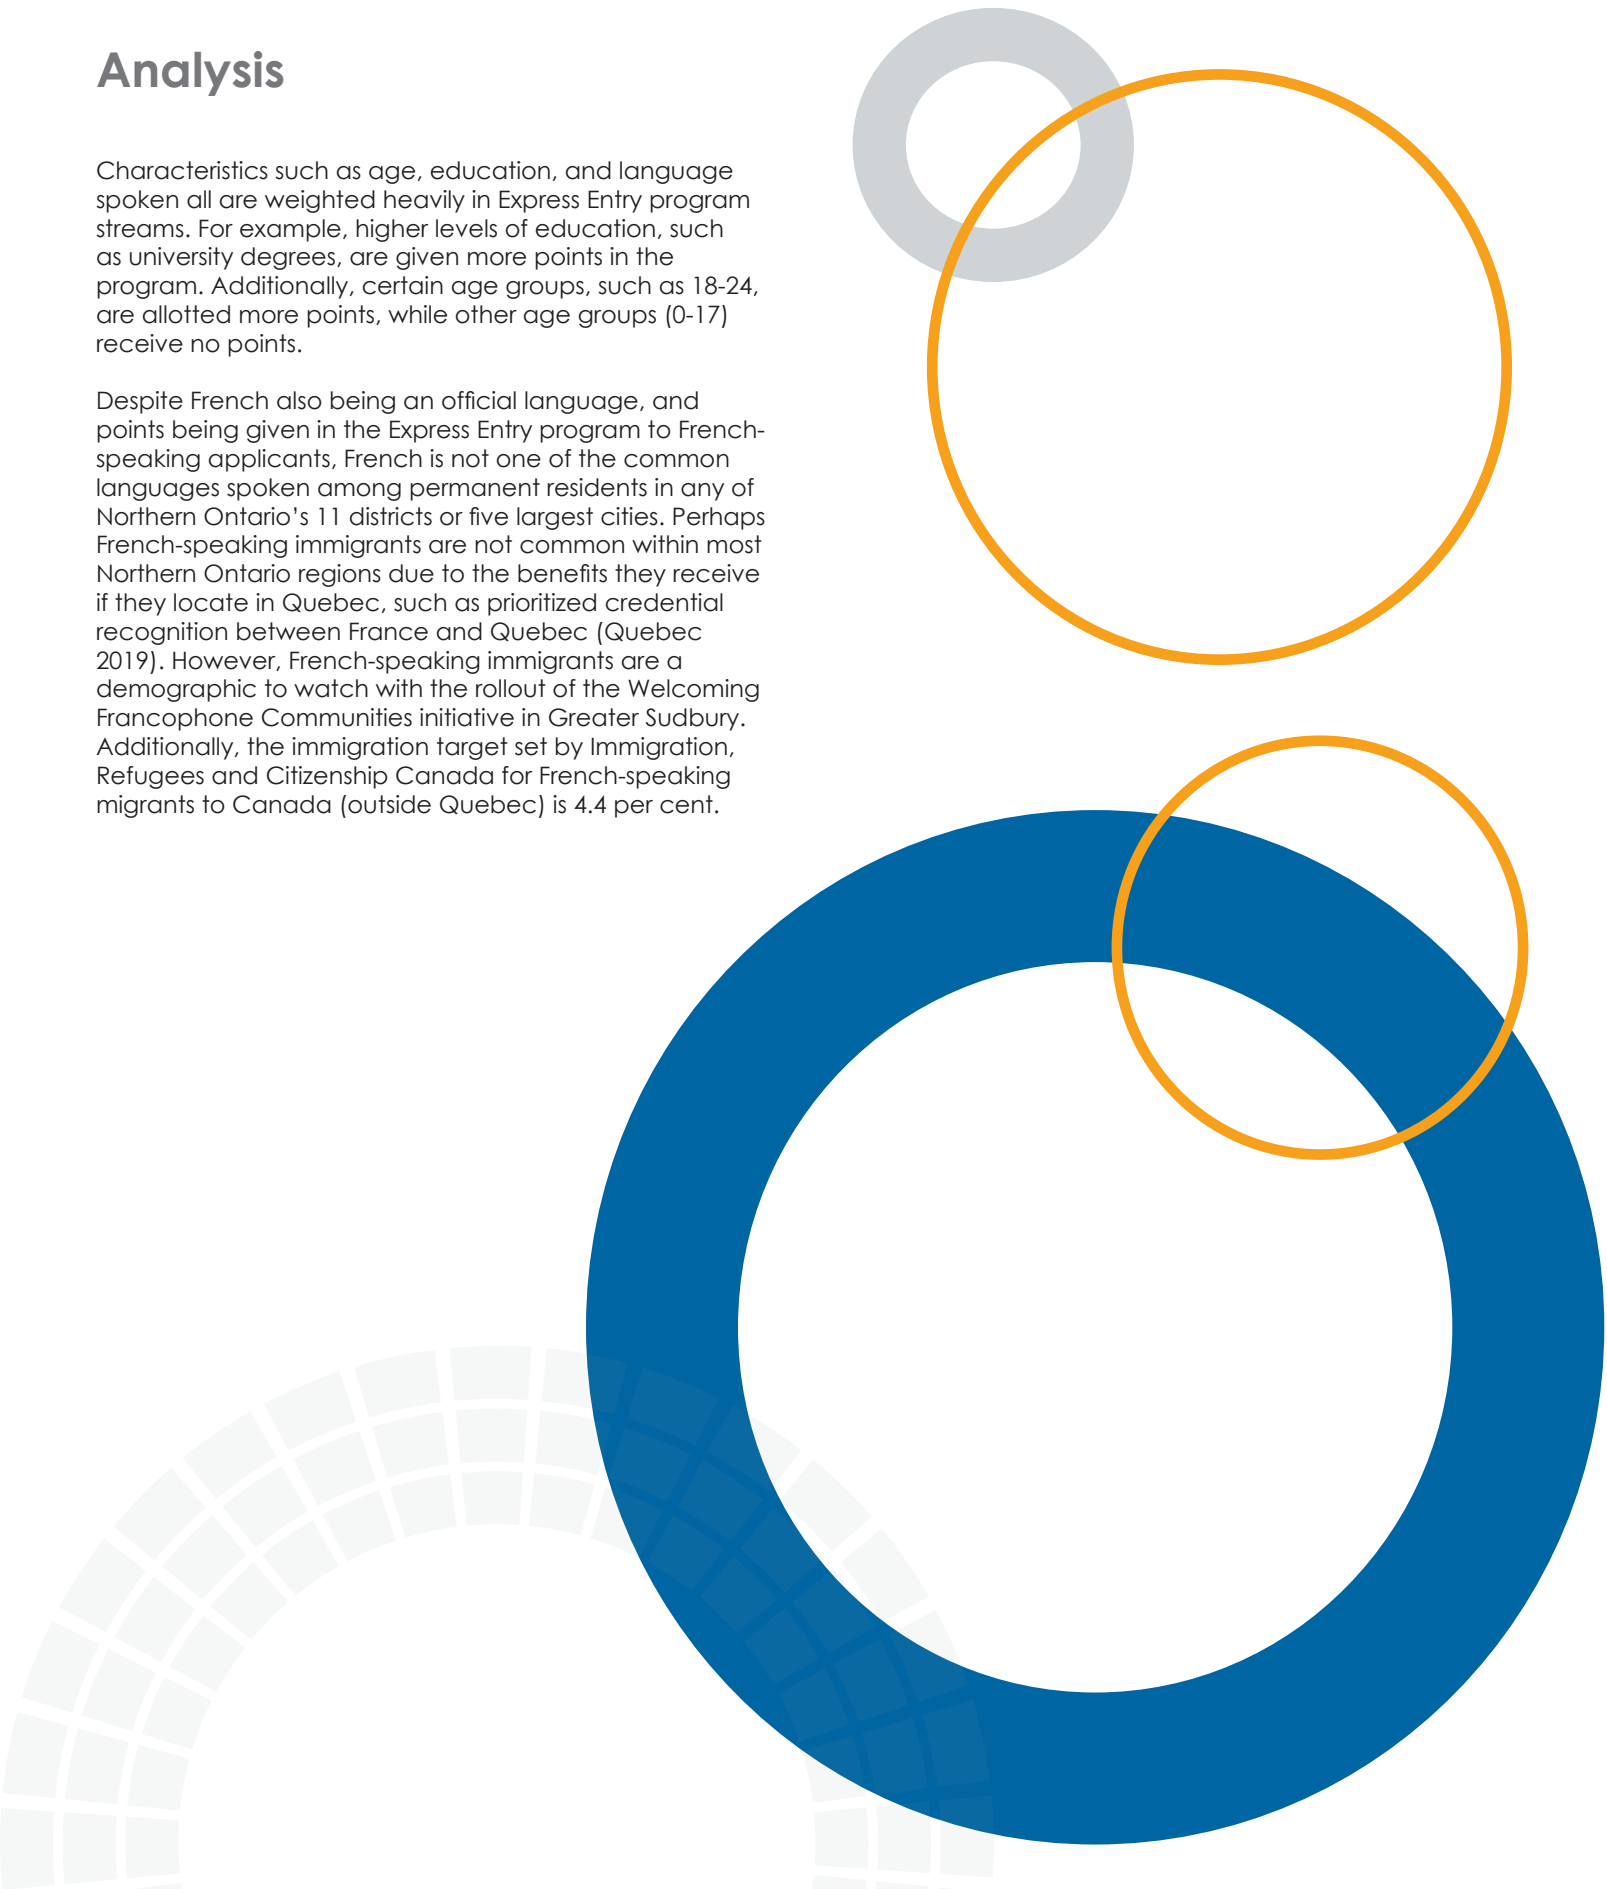 Analysis
Characteristics such as age, education, and language
spoken all are weighted heavily in Express Entry program
streams. For example, higher levels of education, such
as university degrees, are given more points in the
program. Additionally, certain age groups, such as 18-24,
are allotted more points, while other age groups (0-17)
receive no points.
Despite French also being an official language, and
points being given in the Express Entry program to French-
speaking applicants, French is not one of the common
languages spoken among permanent residents in any of
Northern Ontario’s 11 districts or five largest cities. Perhaps
French-speaking immigrants are not common within most
Northern Ontario regions due to the benefits they receive
if they locate in Quebec, such as prioritized credential
recognition between France and Quebec (Quebec
2019). However, French-speaking immigrants are a
demographic to watch with the rollout of the Welcoming
Francophone Communities initiative in Greater Sudbury.
Additionally, the immigration target set by Immigration,
Refugees and Citizenship Canada for French-speaking
migrants to Canada (outside Quebec) is 4.4 per cent.